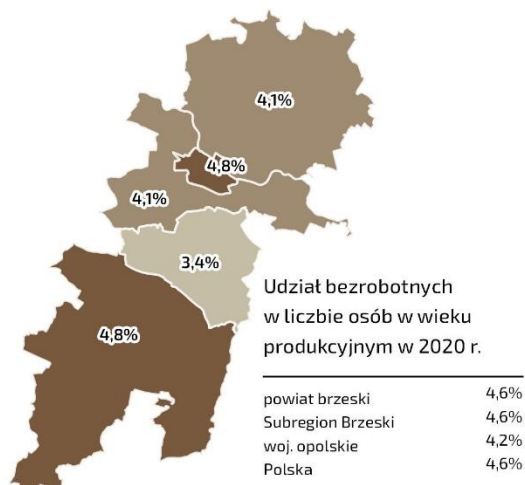 4,1%
4,8%
4,1%
3,4%
4,8%
Udział bezrobotnych
w liczbie osób w wieku
produkcyjnym w 2020 r.
powiat brzeski 4,6%
Subregion Brzeski 4,6%
woj. opolskie 4,2%
Polska 4,6%